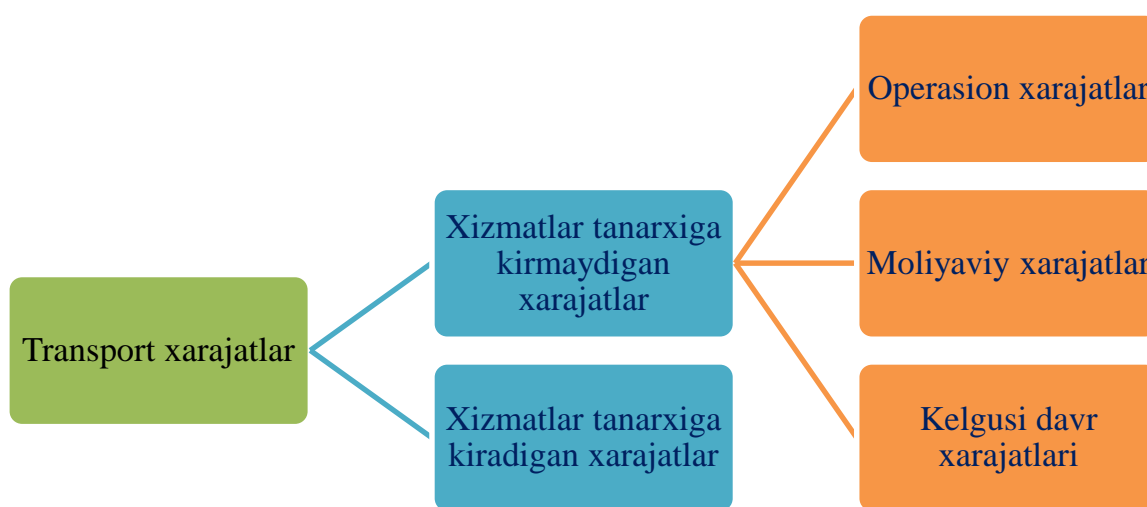 Transport xarajatlar
Xizmatlar tanarxiga
kirmaydigan
xarajatlar
Xizmatlar tanarxiga
kiradigan xarajatlar
Operasion xarajatlar
Moliyaviy xarajatlar
Kelgusi davr
xarajatlari